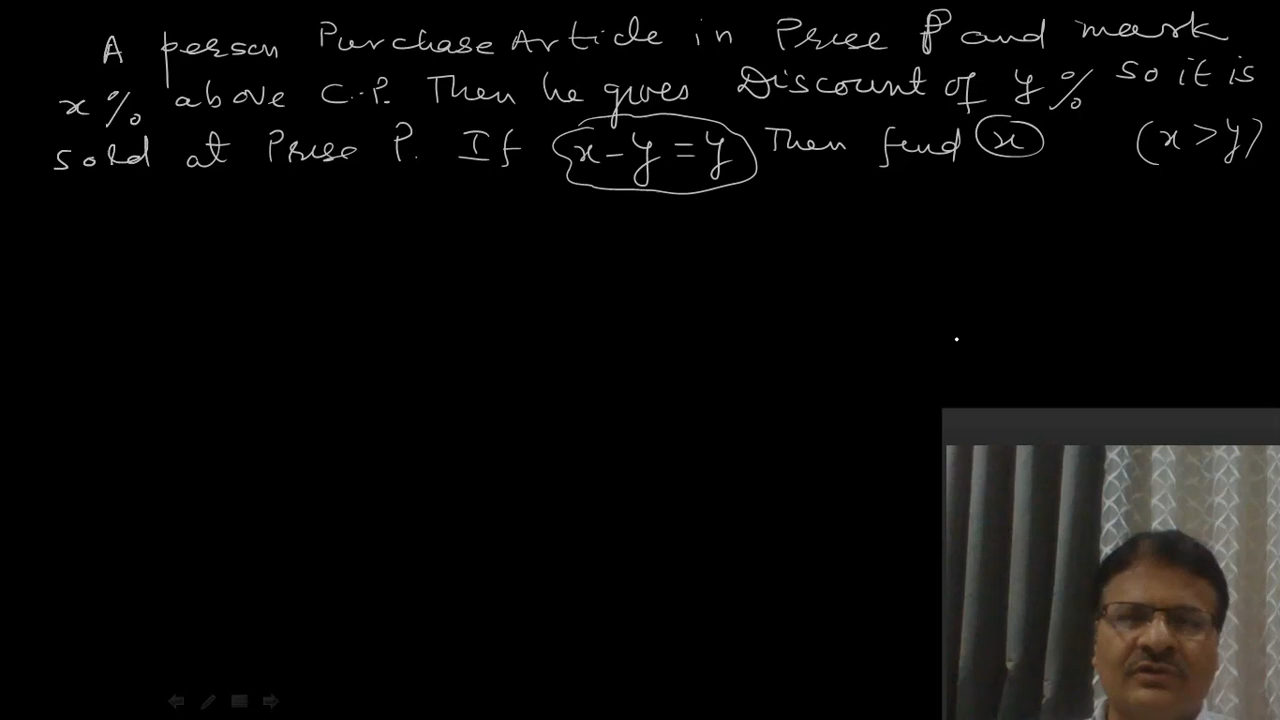 A person Purchase Article in Price P and mark
x% above C.P. Then he gives Discount of y% so it is
sold at Price P. If x-y=y Then find x (x>y)